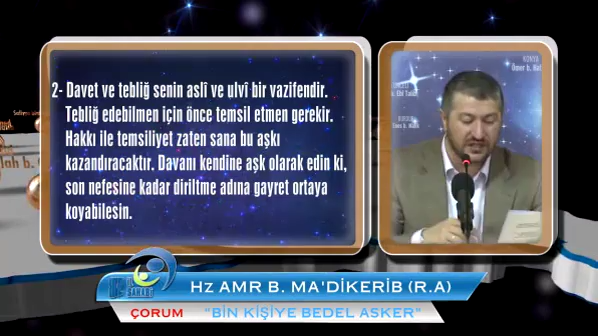 2- Davet ve tebliğ senin aslî ve ulvî bir vazifendir.
Tebliğ edebilmen için önce temsil etmen gerekir.
Hakkı ile temsiliyet zaten sana bu aşkı
kazandıracaktır. Davanı kendine aşk olarak edin ki,
son nefesine kadar diriltme adına gayret ortaya
koyabilesin.
KONYA
SAHABE
Hz AMR B. MA'DİKERİB (R.A)
ÇORUM "BİN KİŞİYE BEDEL ASKER"